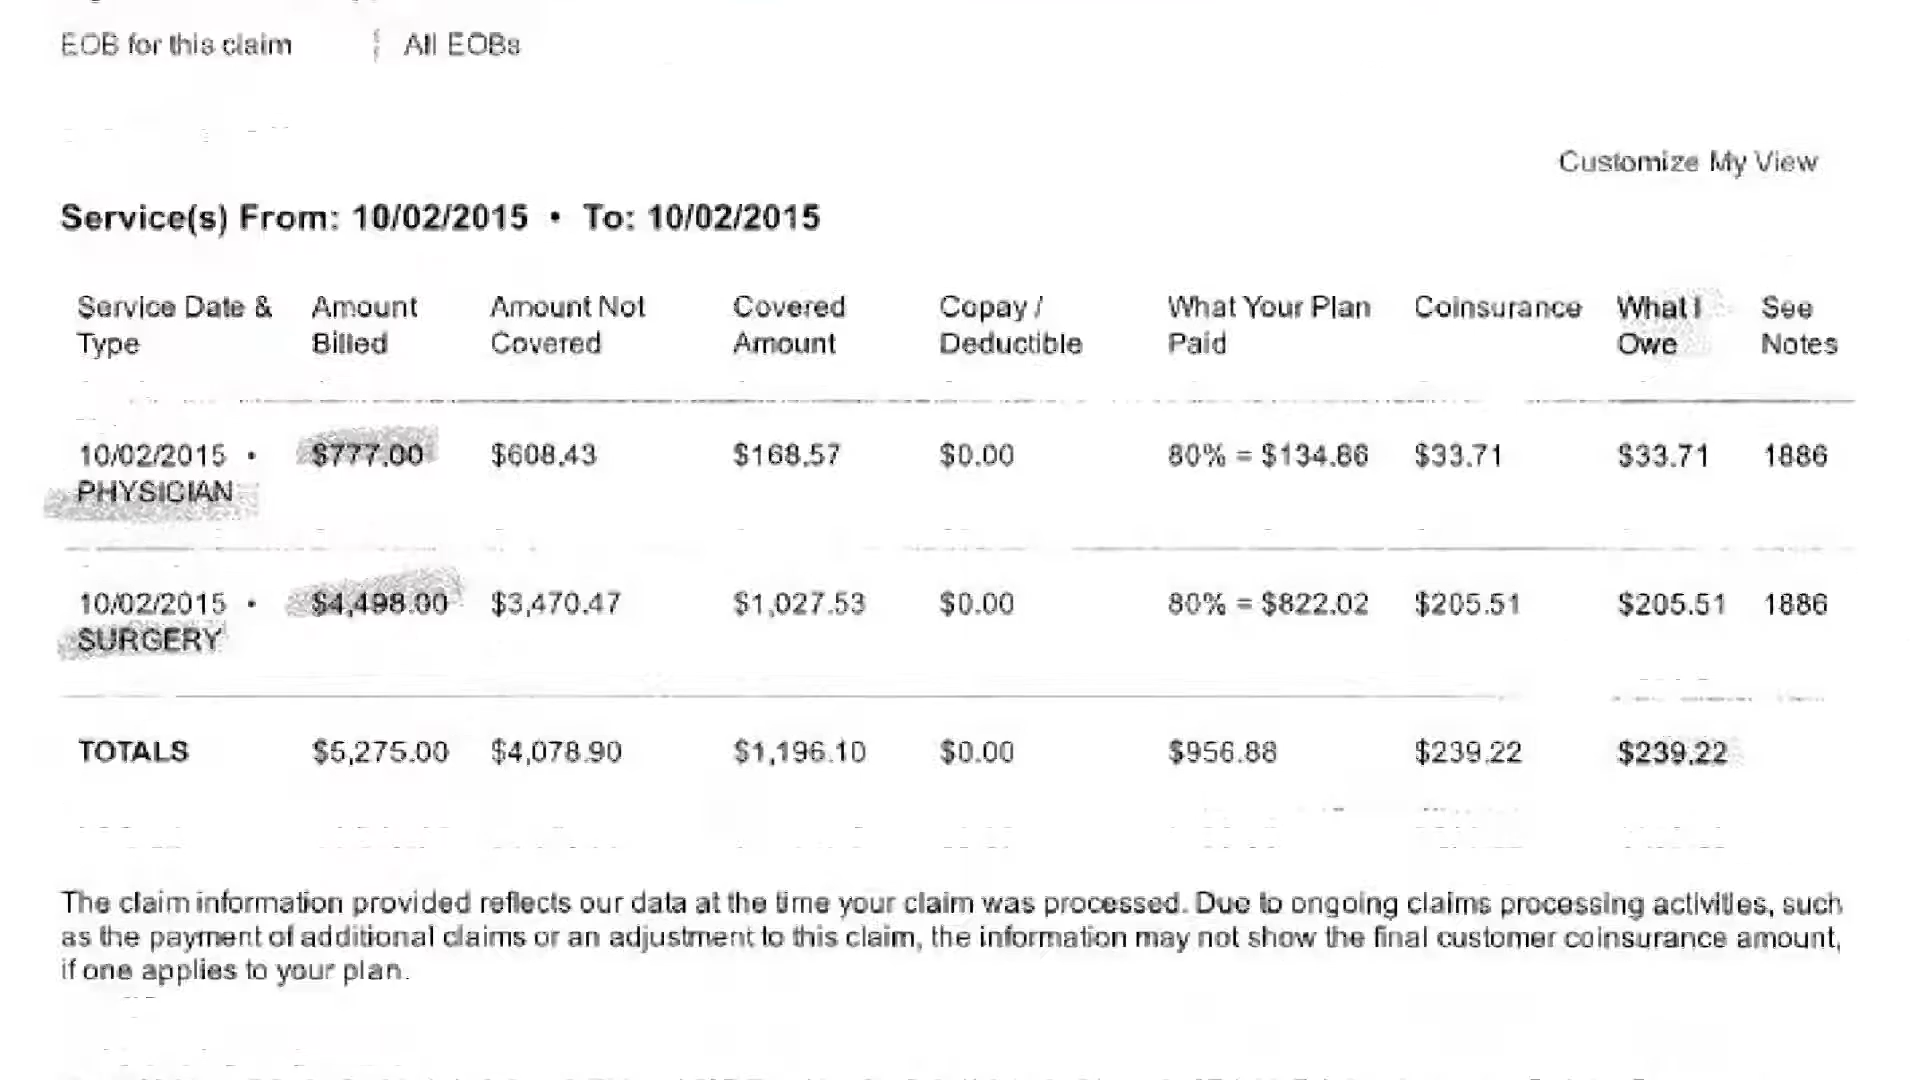 EOB for this claim All EOBs
Customize My View
Service(s) From: 10/02/2015 • To: 10/02/2015
Service Date & Type Amount Billed Amount Not Covered Covered Amount Copay / Deductible What Your Plan Paid Coinsurance What I Owe See Notes
10/02/2015 • PHYSICIAN $777.00 $608.43 $168.57 $0.00 80% = $134.86 $33.71 $33.71 1886
10/02/2015 • SURGERY $4,498.00 $3,470.47 $1,027.53 $0.00 80% = $822.02 $205.51 $205.51 1886
TOTALS $5,275.00 $4,078.90 $1,196.10 $0.00 $956.88 $239.22 $239.22
The claim information provided reflects our data at the time your claim was processed. Due to ongoing claims processing activities, such
as the payment of additional claims or an adjustment to this claim, the information may not show the final customer coinsurance amount,
if one applies to your plan.